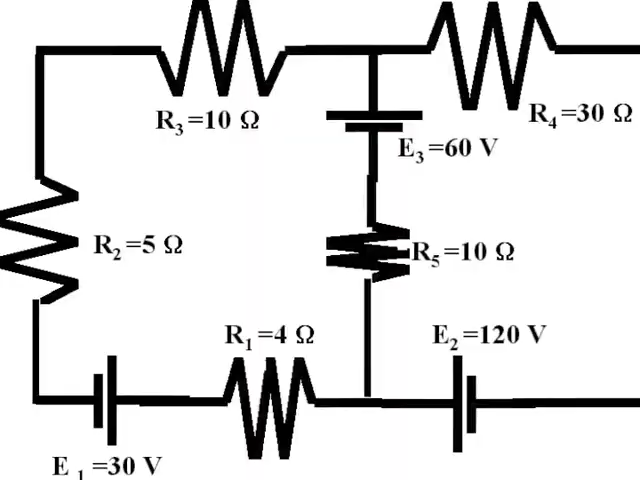 R₃=10 Ω
R₄=30 Ω
E₃=60 V
R₂=5 Ω
R₅=10 Ω
R₁=4 Ω
E₂=120 V
E ₁=30 V